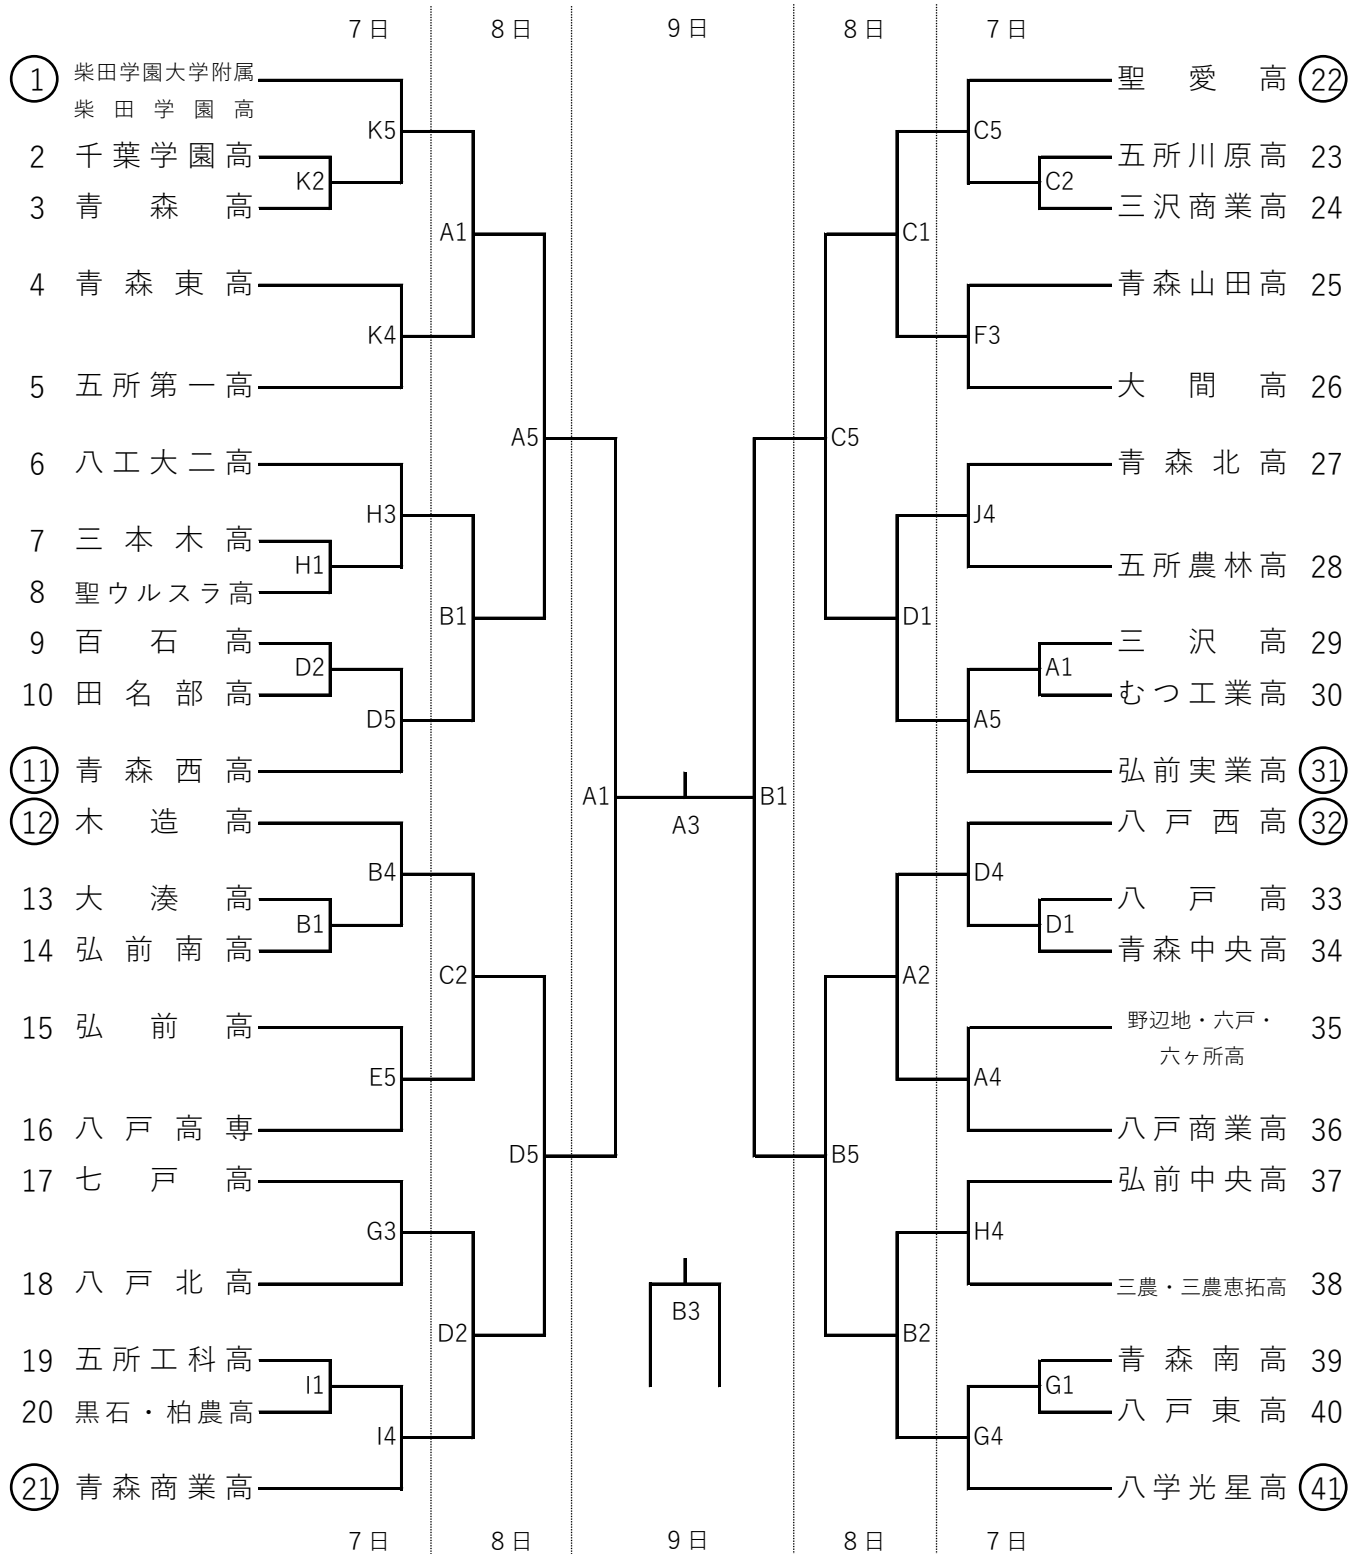 7日 8日 9日 8日 7日
① 柴田学園大学附属
柴田学園高
2 千葉学園高
3 青森高
4 青森東高
5 五所第一高
6 八工大二高
7 三本木高
8 聖ウルスラ高
9 百石高
10 田名部高
⑪ 青森西高
⑫ 木造高
13 大湊高
14 弘前南高
15 弘前高
16 八戸高専
17 七戸高
18 八戸北高
19 五所工科高
20 黒石・柏農高
㉑ 青森商業高
K5
K2
K4
H3
H1
D2
D5
B4
B1
E5
G3
I1
I4
A1
B1
C2
D2
A5
D5
A1
A3
B1
B3
C5
B5
C1
D1
A2
B2
C5
C2
F3
J4
A1
A5
D4
D1
A4
H4
G1
G4
聖愛高 ㉒
五所川原高 23
三沢商業高 24
青森山田高 25
大間高 26
青森北高 27
五所農林高 28
三沢高 29
むつ工業高 30
弘前実業高 ㉛
八戸西高 ㉜
八戸高 33
青森中央高 34
野辺地・六戸・ 35
六ヶ所高
八戸商業高 36
弘前中央高 37
三農・三農恵拓高 38
青森南高 39
八戸東高 40
八学光星高 ㊶
7日 8日 9日 8日 7日